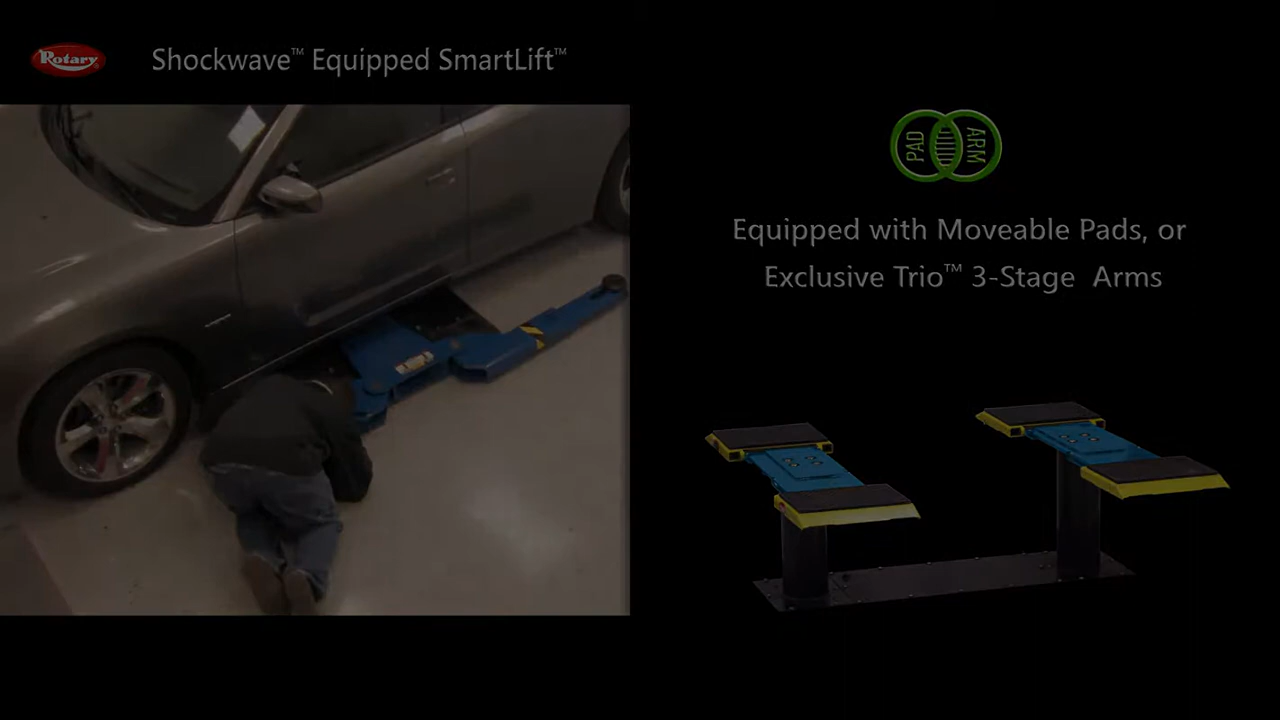 Rotary
Shockwave™ Equipped SmartLift™
PAD
ARM
Equipped with Moveable Pads, or
Exclusive Trio™ 3-Stage Arms